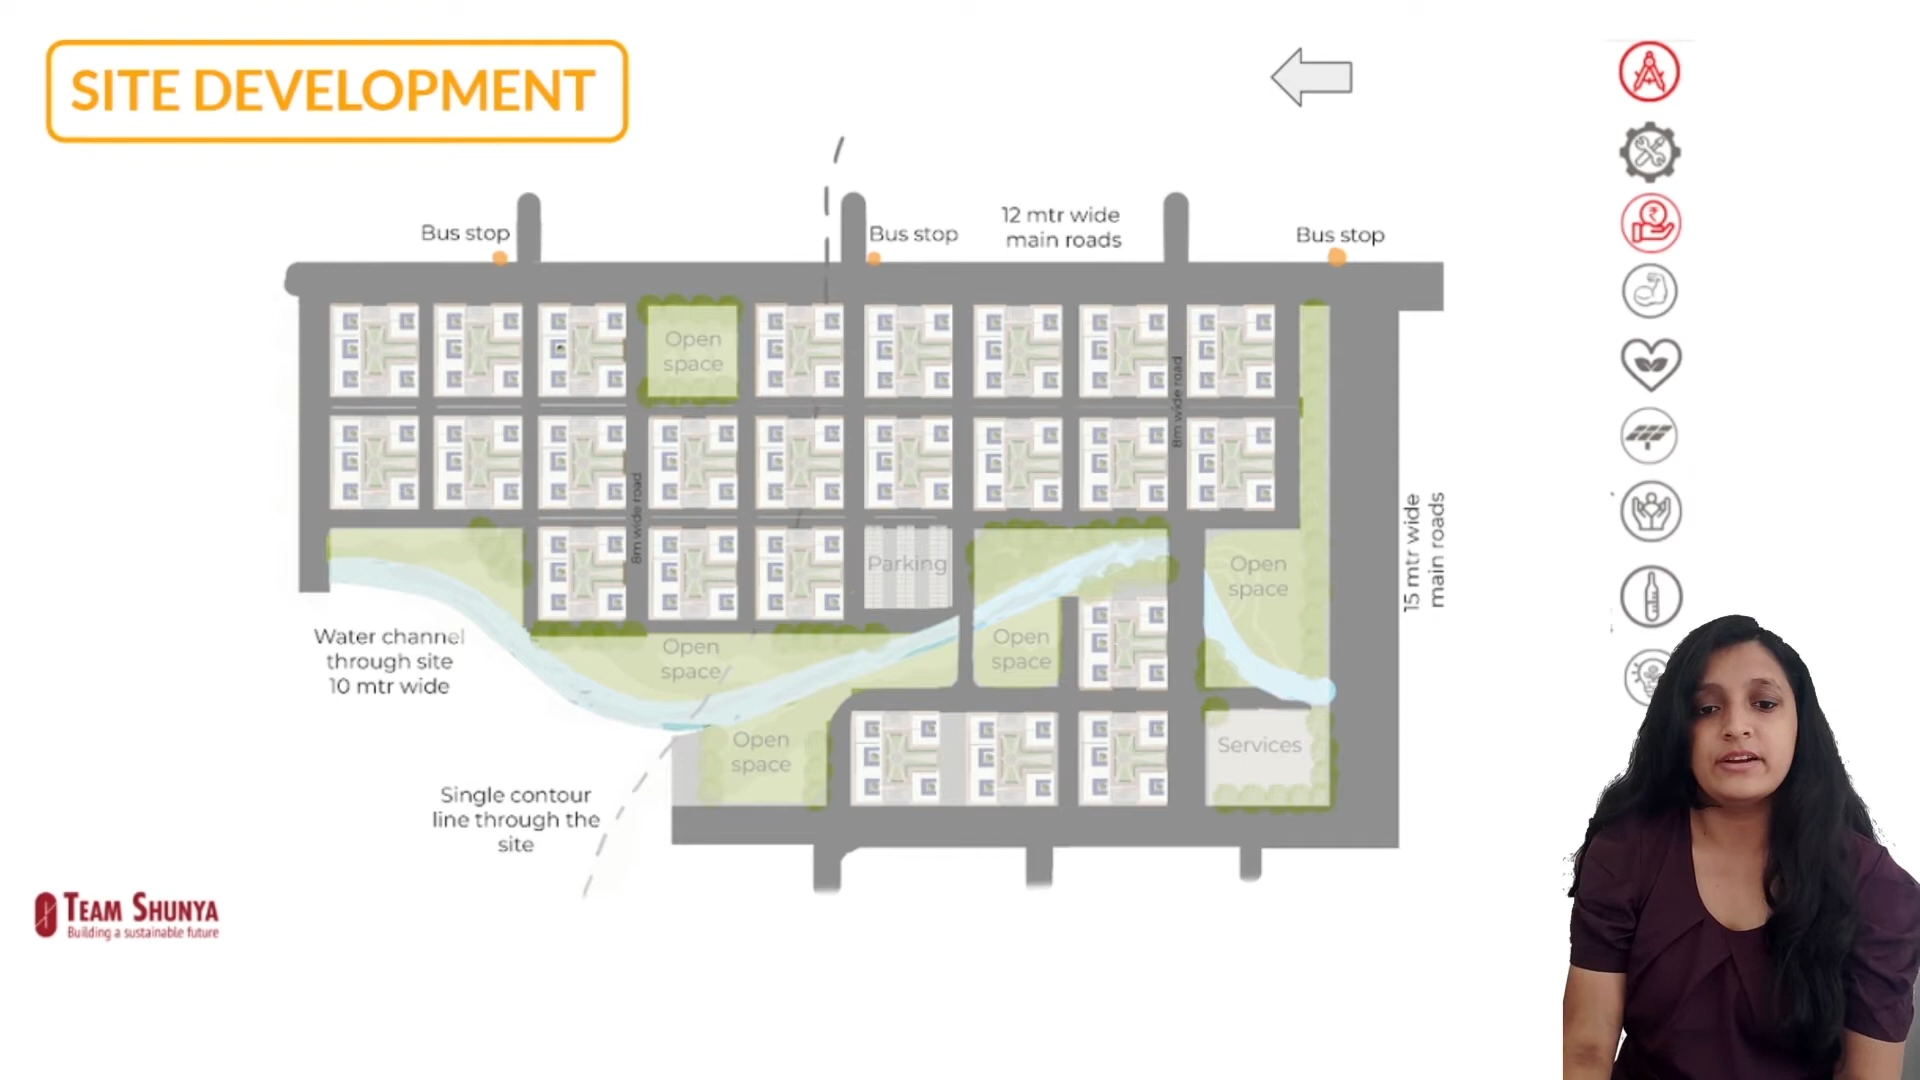 SITE DEVELOPMENT
Bus stop
Bus stop
12 mtr wide
main roads
Bus stop
Open
space
8m wide road
8m wide road
Parking
Open
space
15 mtr wide
main roads
Water channel
through site
10 mtr wide
Open
space
Open
space
Open
space
Services
Single contour
line through the
site
TEAM SHUNYA
Building a sustainable future